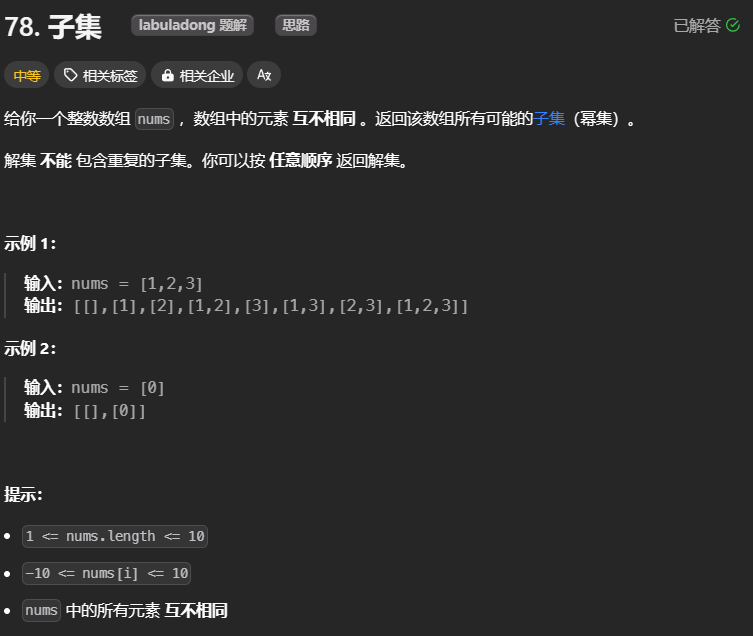 78. 子集 labuladong 题解 思路 已解答
中等 相关标签 相关企业 Ax
给你一个整数数组 nums ，数组中的元素 互不相同 。返回该数组所有可能的子集（幂集）。
解集 不能 包含重复的子集。你可以按 任意顺序 返回解集。
示例 1：
输入：nums = [1,2,3]
输出：[[],[1],[2],[1,2],[3],[1,3],[2,3],[1,2,3]]
示例 2：
输入：nums = [0]
输出：[[],[0]]
提示：
• 1 <= nums.length <= 10
• -10 <= nums[i] <= 10
• nums 中的所有元素 互不相同